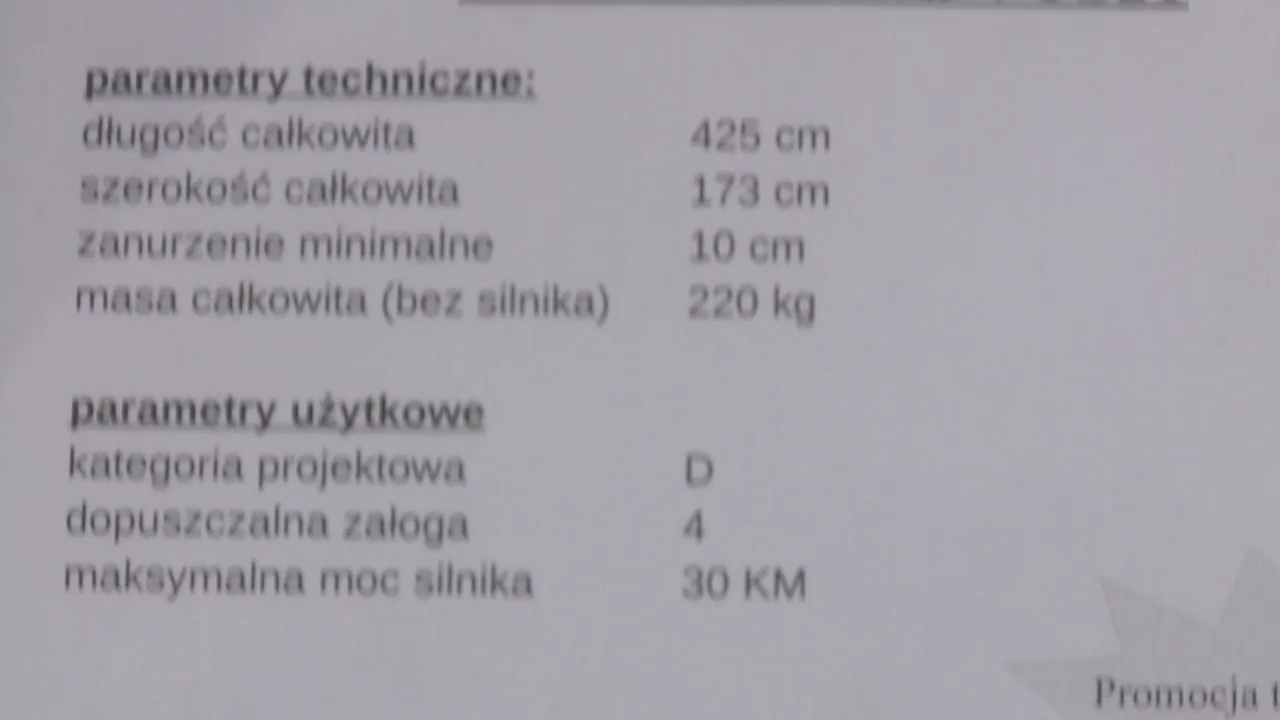 parametry techniczne:
długość całkowita 425 cm
szerokość całkowita 173 cm
zanurzenie minimalne 10 cm
masa całkowita (bez silnika) 220 kg
parametry użytkowe
kategoria projektowa D
dopuszczalna załoga 4
maksymalna moc silnika 30 KM
Promocja